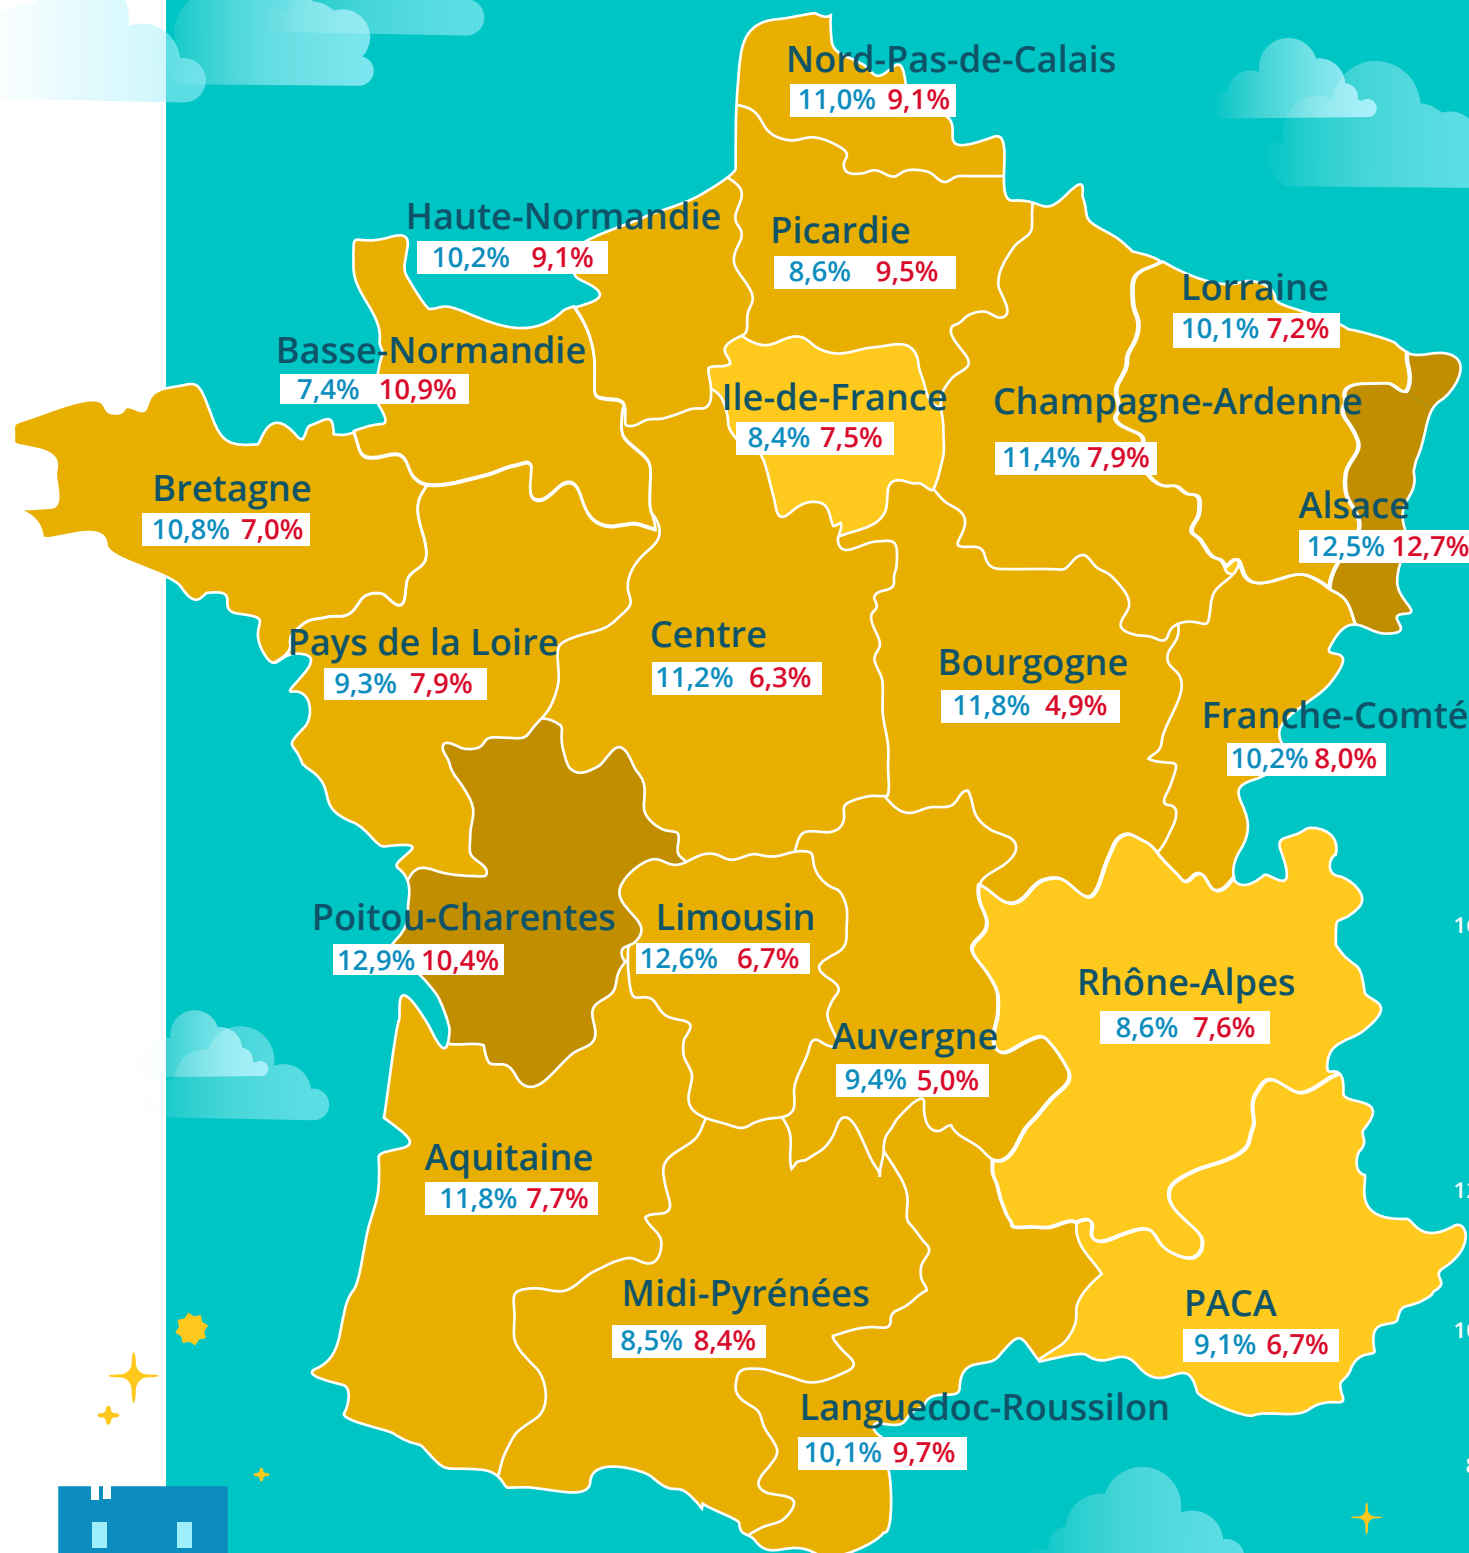 Nord-Pas-de-Calais
11,0% 9,1%
Haute-Normandie
10,2% 9,1%
Picardie
8,6% 9,5%
Lorraine
10,1% 7,2%
Basse-Normandie
7,4% 10,9%
Ile-de-France
8,4% 7,5%
Champagne-Ardenne
11,4% 7,9%
Bretagne
10,8% 7,0%
Alsace
12,5% 12,7%
Pays de la Loire
9,3% 7,9%
Centre
11,2% 6,3%
Bourgogne
11,8% 4,9%
Franche-Comté
10,2% 8,0%
Poitou-Charentes
12,9% 10,4%
Limousin
12,6% 6,7%
Rhône-Alpes
8,6% 7,6%
Auvergne
9,4% 5,0%
Aquitaine
11,8% 7,7%
Midi-Pyrénées
8,5% 8,4%
PACA
9,1% 6,7%
Languedoc-Roussilon
10,1% 9,7%